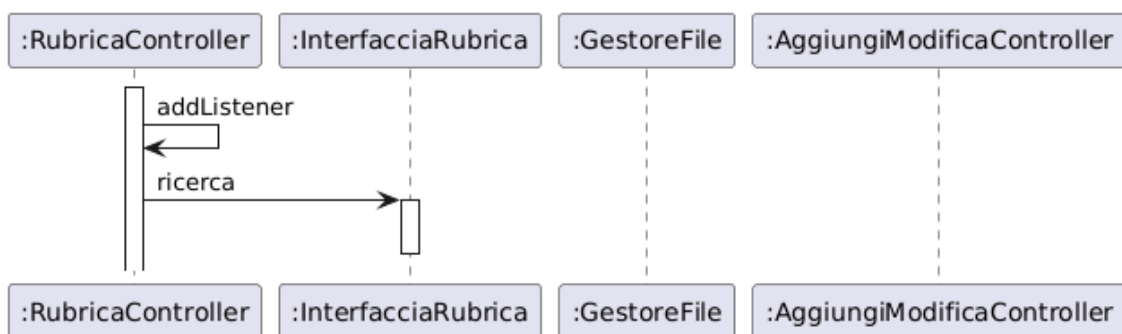 :RubricaController :InterfacciaRubrica :GestoreFile :AggiungiModificaController
addListener
ricerca
:RubricaController :InterfacciaRubrica :GestoreFile :AggiungiModificaController